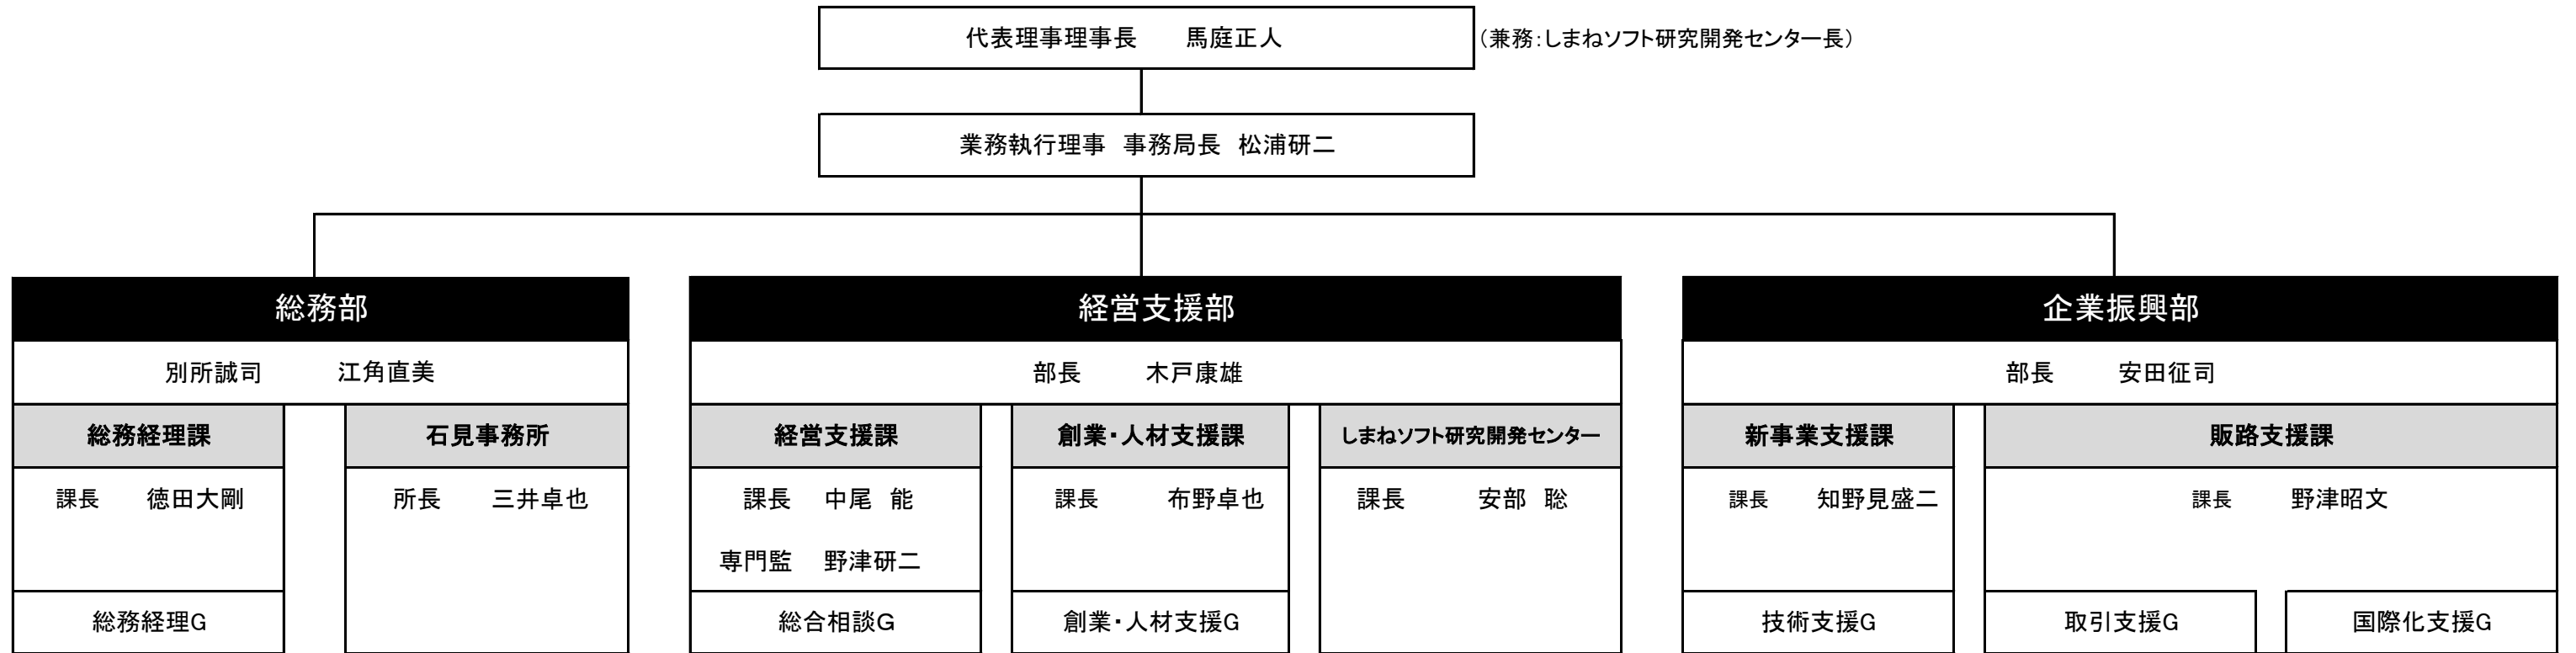 代表理事理事長 馬庭正人
(兼務:しまねソフト研究開発センター長)
業務執行理事 事務局長 松浦研二
総務部
別所誠司 江角直美
総務経理課
課長 徳田大剛
総務経理G
石見事務所
所長 三井卓也
経営支援部
部長 木戸康雄
経営支援課
課長 中尾 能
専門監 野津研二
総合相談G
創業・人材支援課
課長 布野卓也
創業・人材支援G
しまねソフト研究開発センター
課長 安部 聡
企業振興部
部長 安田征司
新事業支援課
課長 知野見盛二
技術支援G
販路支援課
課長 野津昭文
取引支援G
国際化支援G